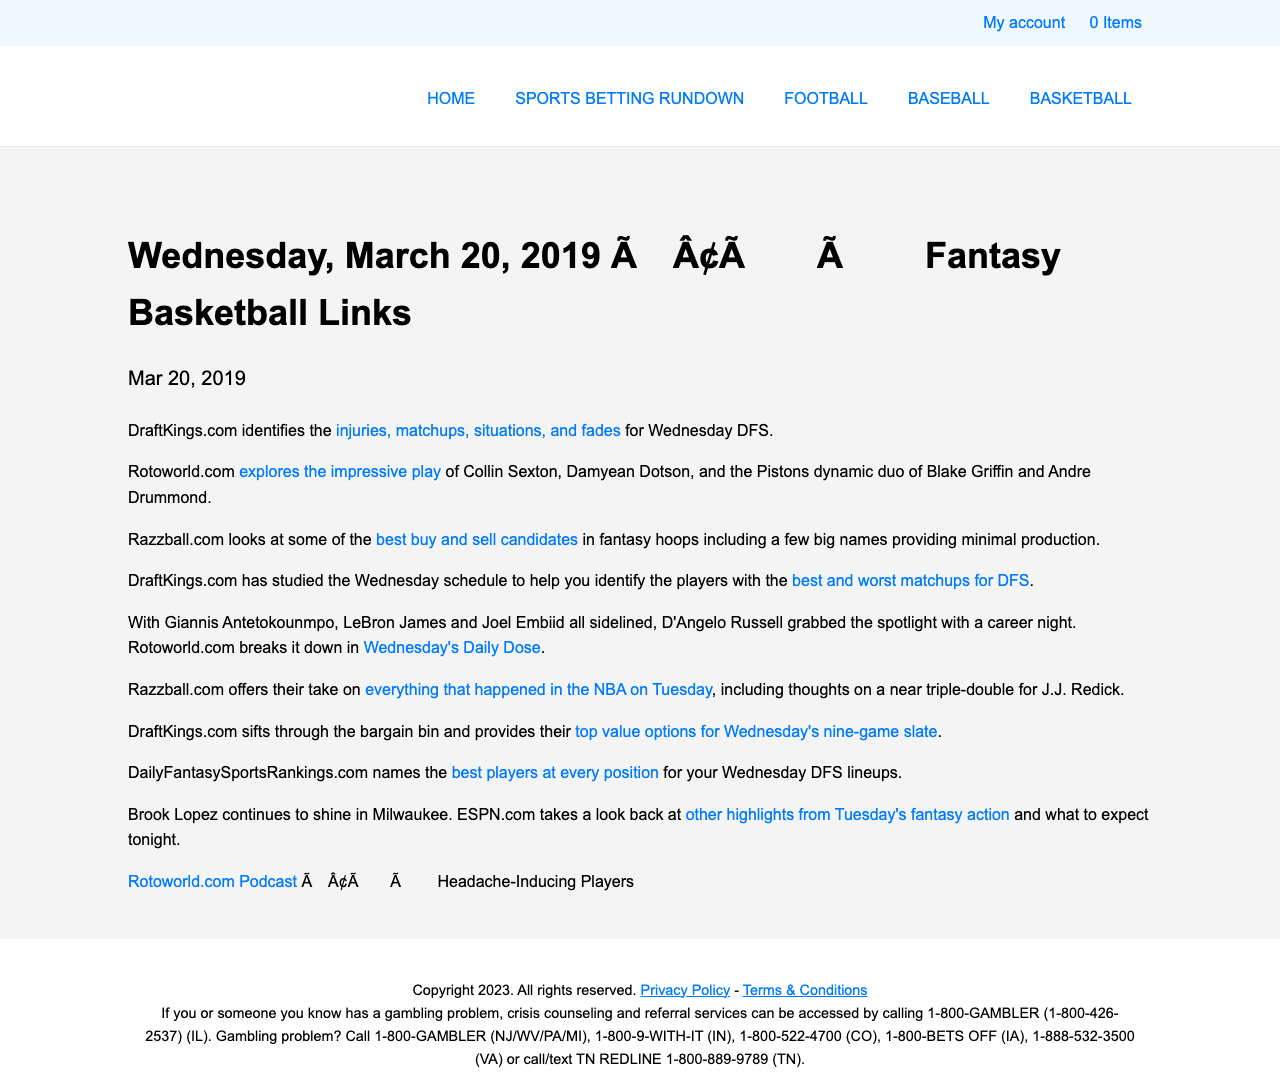 My account 0 Items
HOME SPORTS BETTING RUNDOWN FOOTBALL BASEBALL BASKETBALL
Wednesday, March 20, 2019 Ã Â¢Ã Ã Fantasy
Basketball Links
Mar 20, 2019
DraftKings.com identifies the injuries, matchups, situations, and fades for Wednesday DFS.
Rotoworld.com explores the impressive play of Collin Sexton, Damyean Dotson, and the Pistons dynamic duo of Blake Griffin and Andre
Drummond.
Razzball.com looks at some of the best buy and sell candidates in fantasy hoops including a few big names providing minimal production.
DraftKings.com has studied the Wednesday schedule to help you identify the players with the best and worst matchups for DFS.
With Giannis Antetokounmpo, LeBron James and Joel Embiid all sidelined, D'Angelo Russell grabbed the spotlight with a career night.
Rotoworld.com breaks it down in Wednesday's Daily Dose.
Razzball.com offers their take on everything that happened in the NBA on Tuesday, including thoughts on a near triple-double for J.J. Redick.
DraftKings.com sifts through the bargain bin and provides their top value options for Wednesday's nine-game slate.
DailyFantasySportsRankings.com names the best players at every position for your Wednesday DFS lineups.
Brook Lopez continues to shine in Milwaukee. ESPN.com takes a look back at other highlights from Tuesday's fantasy action and what to expect
tonight.
Rotoworld.com Podcast Ã Â¢Ã Ã Headache-Inducing Players
Copyright 2023. All rights reserved. Privacy Policy - Terms & Conditions
If you or someone you know has a gambling problem, crisis counseling and referral services can be accessed by calling 1-800-GAMBLER (1-800-426-
2537) (IL). Gambling problem? Call 1-800-GAMBLER (NJ/WV/PA/MI), 1-800-9-WITH-IT (IN), 1-800-522-4700 (CO), 1-800-BETS OFF (IA), 1-888-532-3500
(VA) or call/text TN REDLINE 1-800-889-9789 (TN).